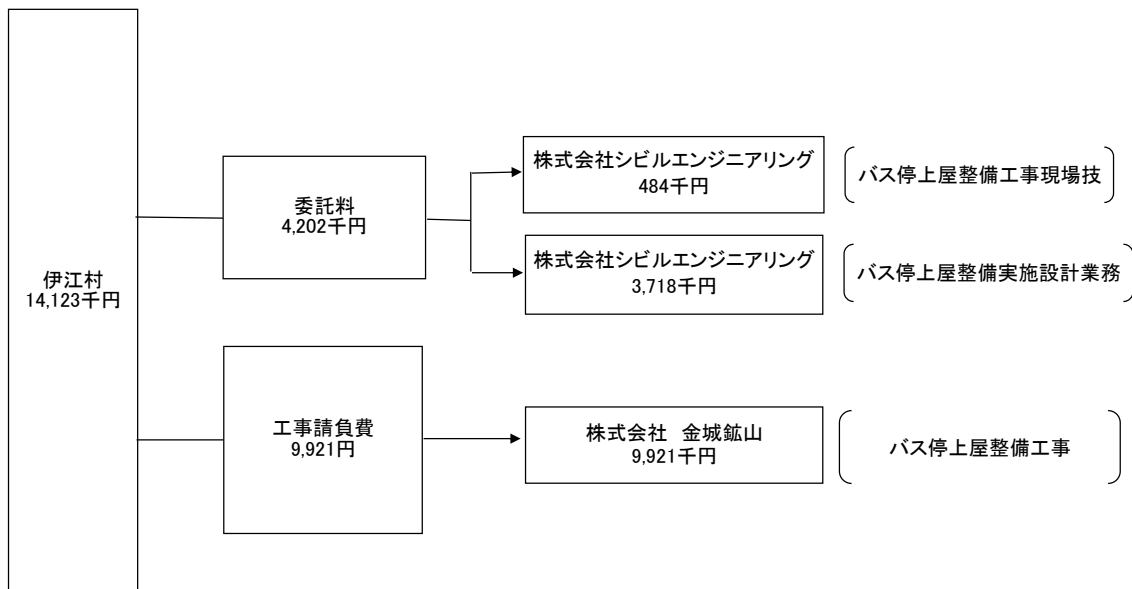 伊江村
14,123千円
委託料
4,202千円
株式会社シビルエンジニアリング
484千円
バス停上屋整備工事現場技
株式会社シビルエンジニアリング
3,718千円
バス停上屋整備実施設計業務
工事請負費
9,921円
株式会社　金城鉱山
9,921千円
バス停上屋整備工事